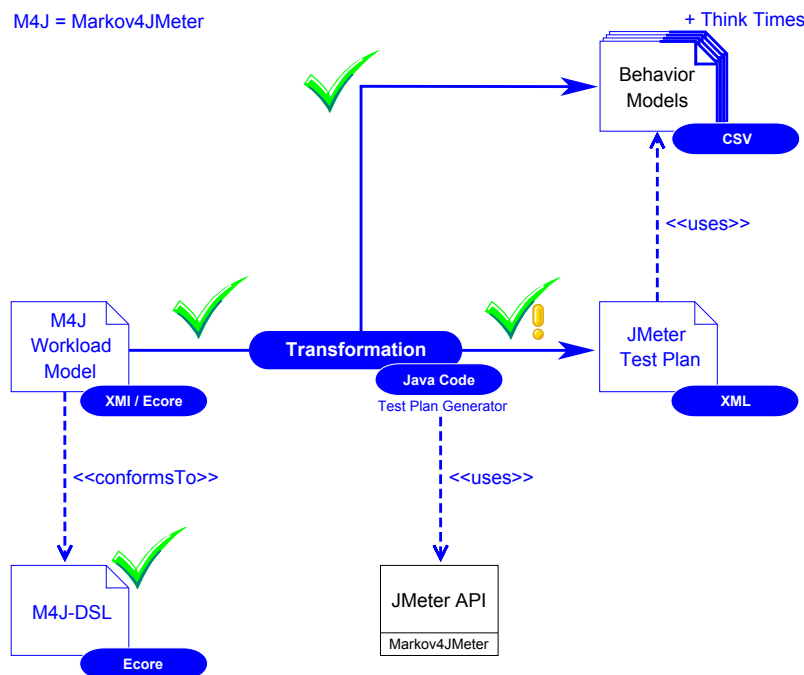 M4J = Markov4JMeter
+ Think Times
Behavior
Models
CSV
<<uses>>
M4J
Workload
Model
XMI / Ecore
Transformation
Java Code
Test Plan Generator
JMeter
Test Plan
XML
<<conformsTo>>
<<uses>>
M4J-DSL
Ecore
JMeter API
Markov4JMeter